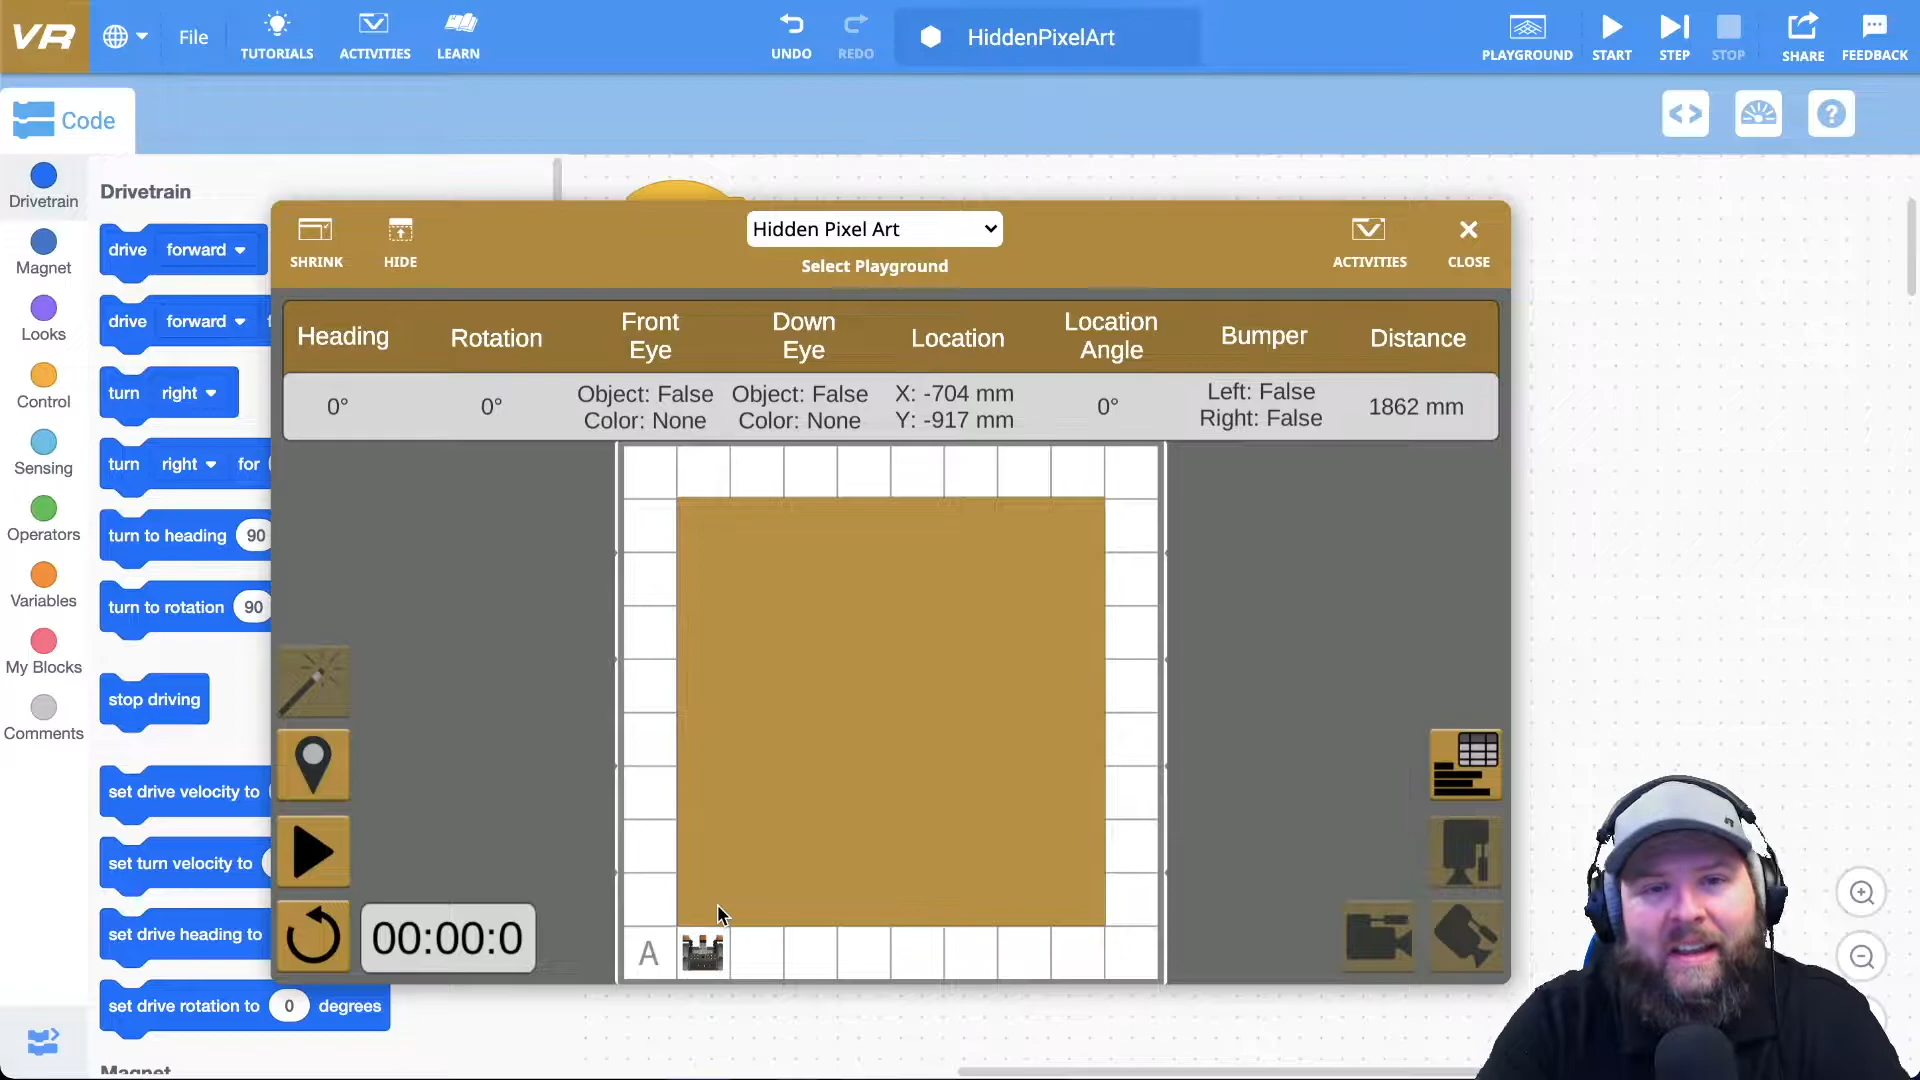 VR
File
TUTORIALS
ACTIVITIES
LEARN
UNDO
REDO
HiddenPixelArt
PLAYGROUND
START
STEP
STOP
SHARE
FEEDBACK
Code
?
Drivetrain
Magnet
Looks
Control
Sensing
Operators
Variables
My Blocks
Comments
Drivetrain
drive forward
drive forward f
turn right
turn right for
turn to heading 90
turn to rotation 90
stop driving
set drive velocity to
set turn velocity to
set drive heading to
set drive rotation to 0 degrees
Magnet
SHRINK
HIDE
Hidden Pixel Art
Select Playground
ACTIVITIES
CLOSE
Heading
Rotation
Front
Eye
Down
Eye
Location
Location
Angle
Bumper
Distance
0°
0°
Object: False
Color: None
Object: False
Color: None
X: -704 mm
Y: -917 mm
0°
Left: False
Right: False
1862 mm
A
00:00:0